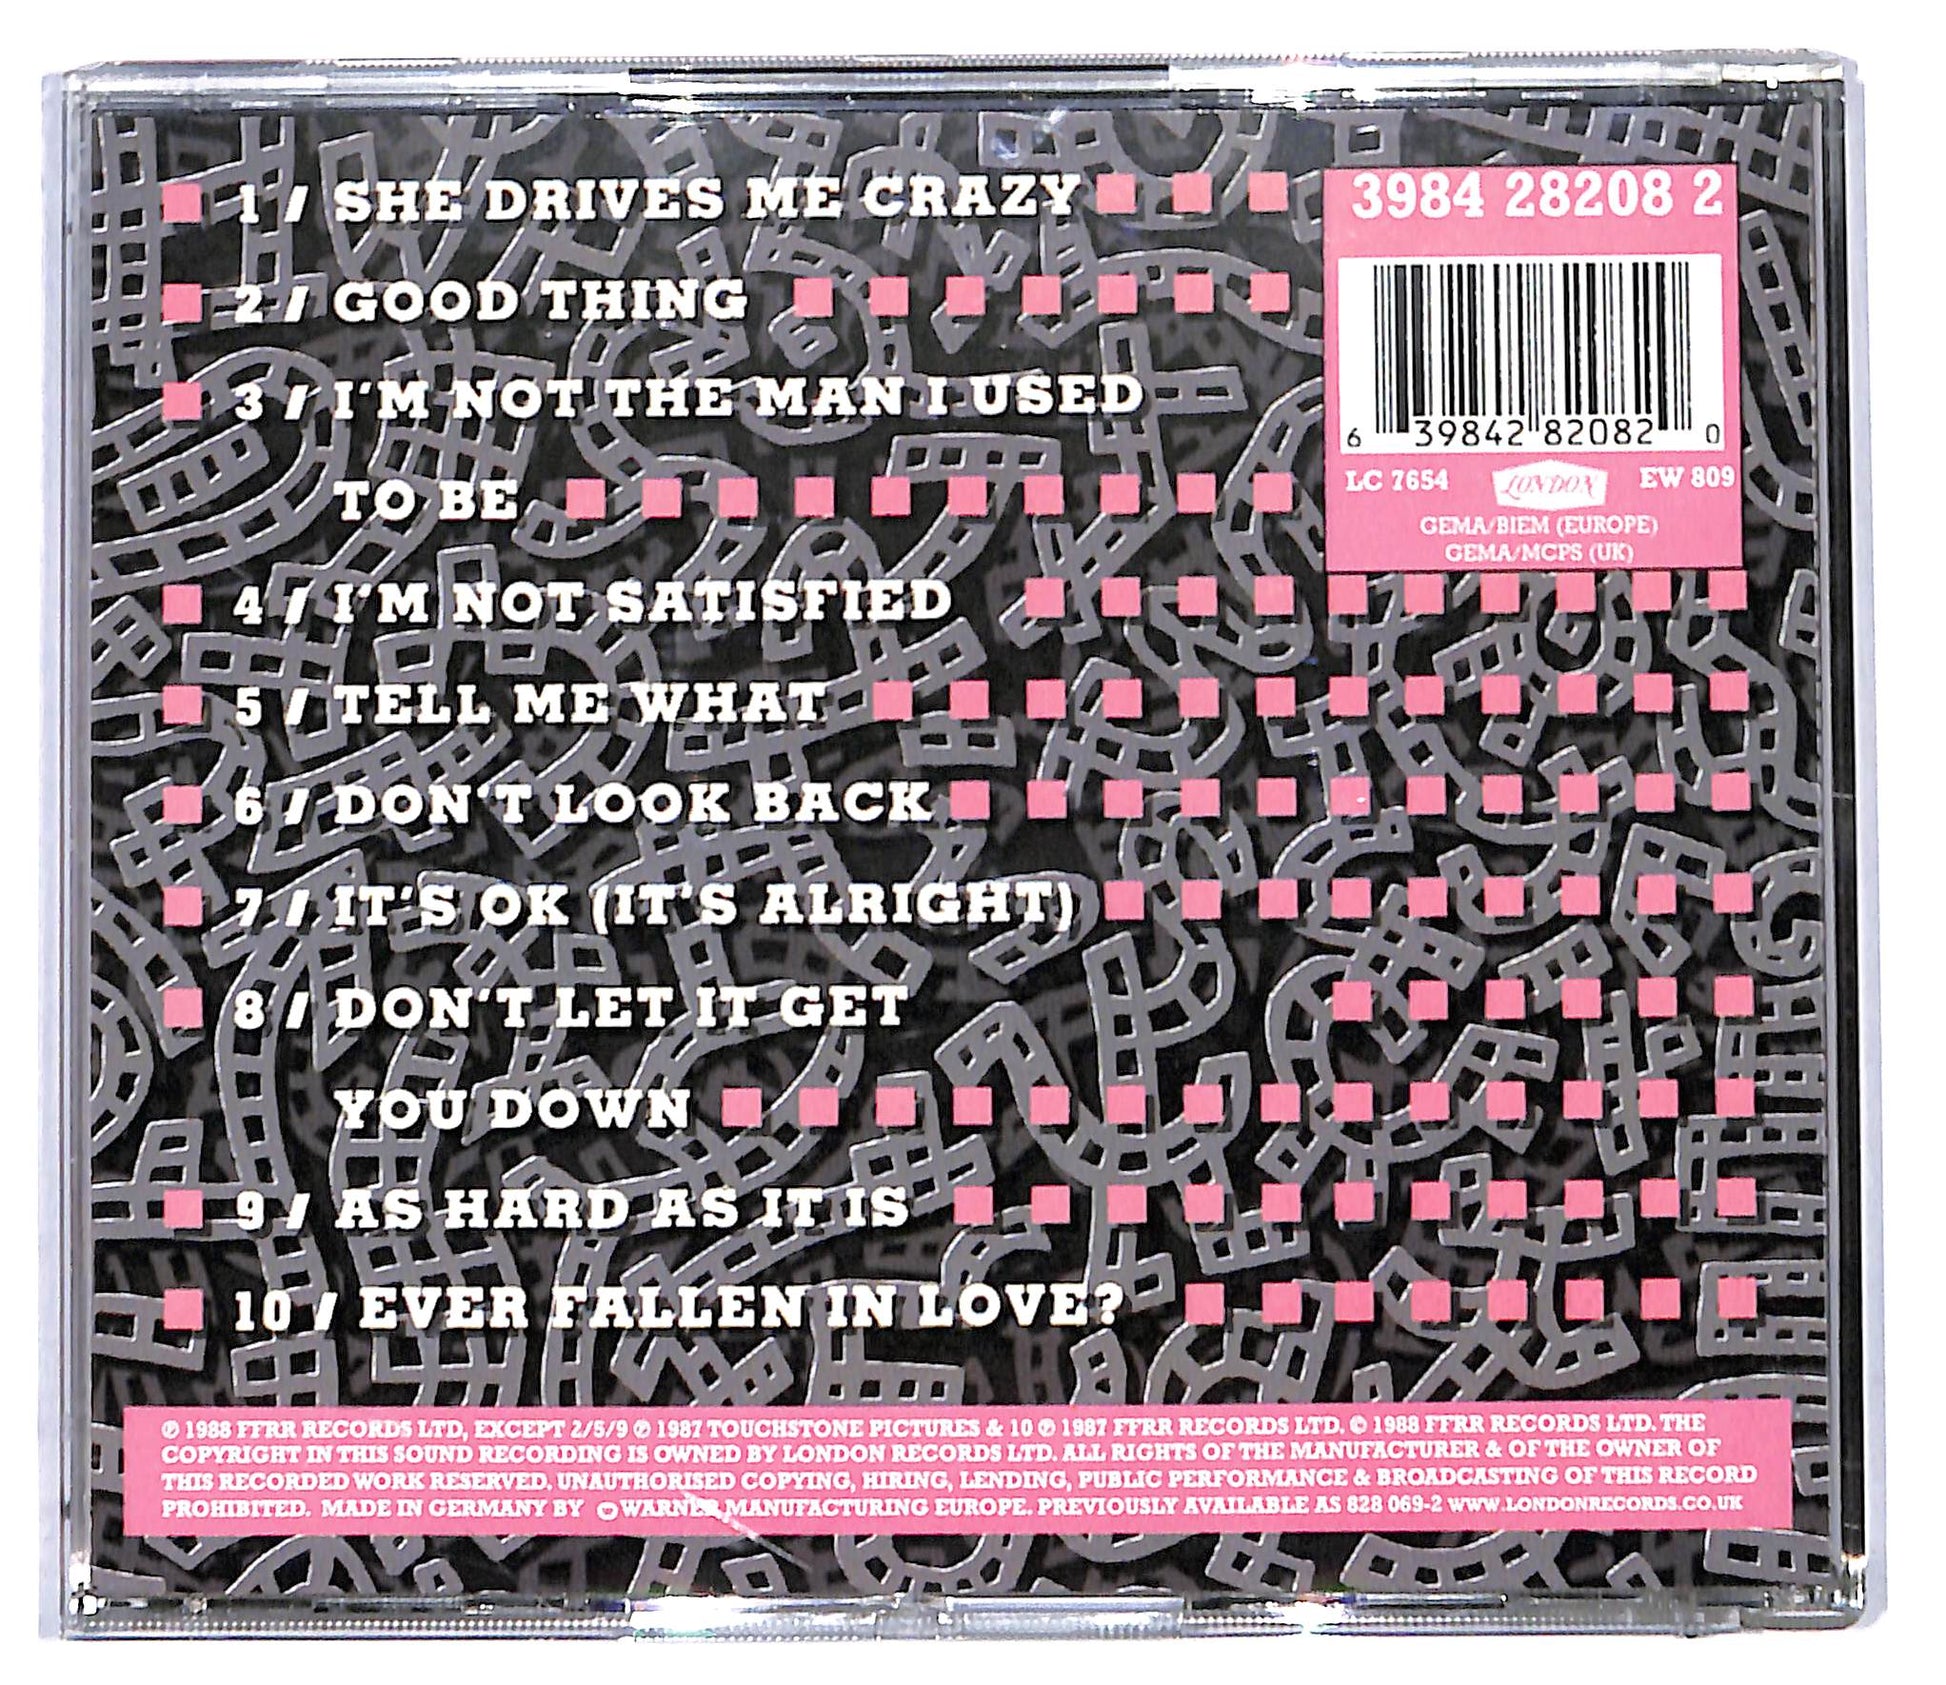 1 / SHE DRIVES ME CRAZY
2 / GOOD THING
3 / I'M NOT THE MAN I USED
TO BE
4 / I'M NOT SATISFIED
5 / TELL ME WHAT
6 / DON'T LOOK BACK
7 / IT'S OK (IT'S ALRIGHT)
8 / DON'T LET IT GET
YOU DOWN
9 / AS HARD AS IT IS
10 / EVER FALLEN IN LOVE?
3984 28208 2
6 39842 82082 0
LC 7654 LONDON EW 809
GEMA/BIEM (EUROPE)
GEMA/MCPS (UK)
℗ 1988 FFRR RECORDS LTD, EXCEPT 2/5/9 ℗ 1987 TOUCHSTONE PICTURES & 10 ℗ 1987 FFRR RECORDS LTD. © 1988 FFRR RECORDS LTD. THE
COPYRIGHT IN THIS SOUND RECORDING IS OWNED BY LONDON RECORDS LTD. ALL RIGHTS OF THE MANUFACTURER & OF THE OWNER OF
THIS RECORDED WORK RESERVED. UNAUTHORISED COPYING, HIRING, LENDING, PUBLIC PERFORMANCE & BROADCASTING OF THIS RECORD
PROHIBITED. MADE IN GERMANY BY WARNER MANUFACTURING EUROPE. PREVIOUSLY AVAILABLE AS 828 069-2 WWW.LONDONRECORDS.CO.UK